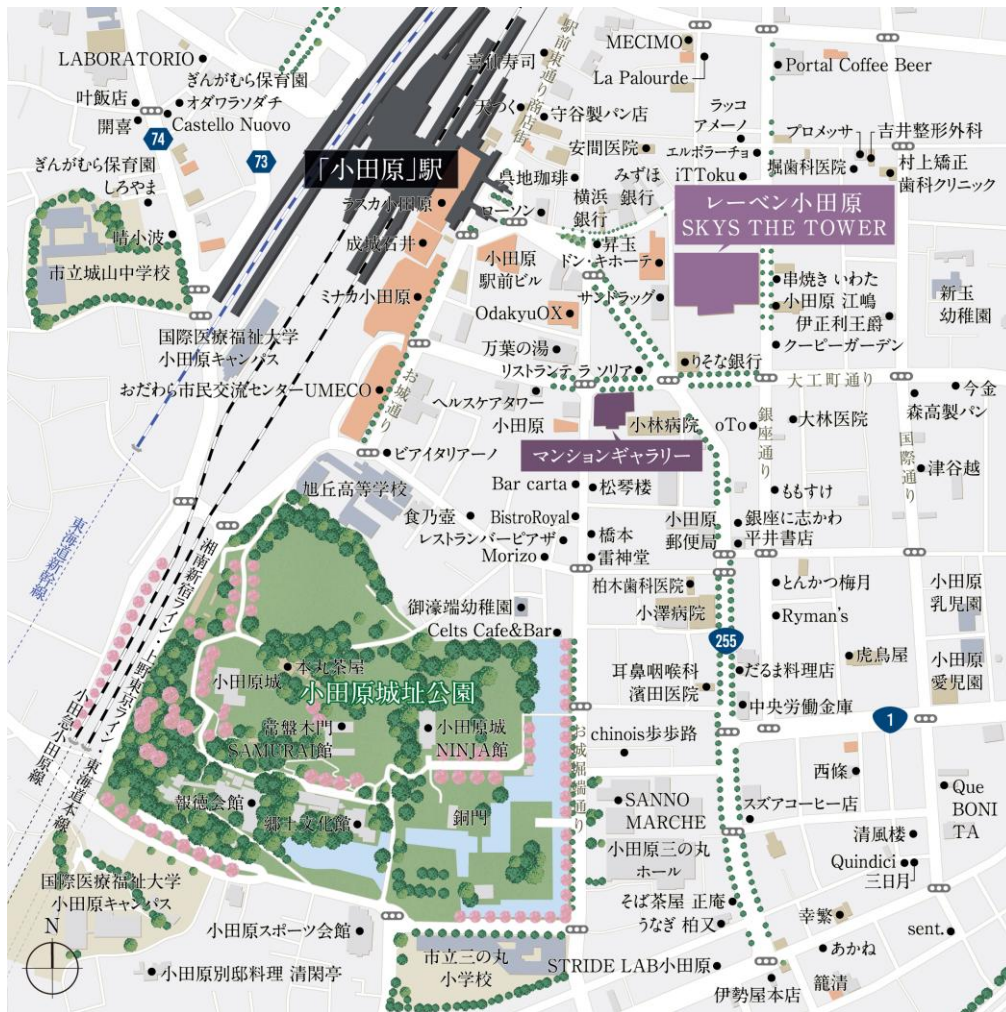 LABORATORIO
ぎんがむら保育園
叶飯店
オダワラソダチ
開喜
Castello Nuovo
74
73
ぎんがむら保育園
しろやま
晴小波
市立城山中学校
喜仙寿司
駅前東通り商店街
天つく
守谷製パン店
安間医院
呉地珈琲
みずほ
銀行
横浜
銀行
ローソン
「小田原」駅
ラスカ小田原
成城石井
ミナカ小田原
小田原
駅前ビル
昇玉
ドン・キホーテ
サンドラッグ
OdakyuOX
万葉の湯
リストランテ ラ ソリア
MECIMO
La Palourde
Portal Coffee Beer
ラッコ
アメーノ
エルボラーチョ
iTToku
プロメッサ
吉井整形外科
堀歯科医院
村上矯正
歯科クリニック
レーベン小田原
SKYS THE TOWER
串焼き いわた
小田原 江嶋
伊正利王爵
クーピーガーデン
新玉
幼稚園
りそな銀行
大工町通り
今金
森高製パン
国際通り
津谷越
国際医療福祉大学
小田原キャンパス
おだわら市民交流センターUMECO
お城通り
ヘルスケアタワー
小田原
小林病院
マンションギャラリー
oTo
銀座通り
大林医院
ももすけ
ビアイタリアーノ
旭丘高等学校
Bar carta
松琴楼
食乃壺
BistroRoyal
レストランバーピアザ
橋本
Morizo
雷神堂
小田原
郵便局
銀座に志かわ
平井書店
柏木歯科医院
小澤病院
とんかつ梅月
Ryman's
小田原
乳児園
小田原
愛児園
虎鳥屋
255
だるま料理店
耳鼻咽喉科
濱田医院
中央労働金庫
1
御濠端幼稚園
Celts Cafe&Bar
東海道新幹線
湘南新宿ライン・上野東京ライン・東海道本線
小田急小田原線
本丸茶屋
小田原城
小田原城址公園
常盤木門
SAMURAI館
小田原城
NINJA館
報徳会館
郷土文化館
銅門
お城堀端通り
chinois歩歩路
SANNO
MARCHE
小田原三の丸
ホール
西條
スズアコーヒー店
Que
BONI
TA
清風楼
Quindici
三日月
そば茶屋 正庵
うなぎ 柏又
幸繁
あかね
sent.
国際医療福祉大学
小田原キャンパス
小田原スポーツ会館
市立三の丸
小学校
STRIDE LAB小田原
伊勢屋本店
籠清
N
小田原別邸料理 清閑亭